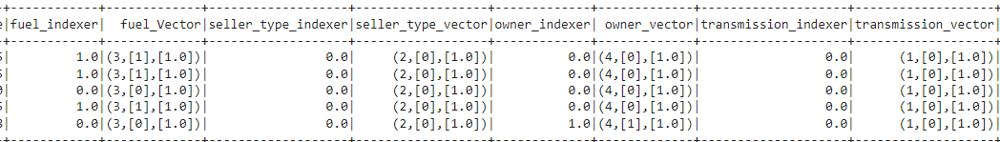 e|fuel_indexer| fuel_Vector|seller_type_indexer|seller_type_vector|owner_indexer| owner_vector|transmission_indexer|transmission_vector|
5| 1.0|(3,[1],[1.0])| 0.0| (2,[0],[1.0])| 0.0|(4,[0],[1.0])| 0.0| (1,[0],[1.0])|
5| 1.0|(3,[1],[1.0])| 0.0| (2,[0],[1.0])| 0.0|(4,[0],[1.0])| 0.0| (1,[0],[1.0])|
0| 0.0|(3,[0],[1.0])| 0.0| (2,[0],[1.0])| 0.0|(4,[0],[1.0])| 0.0| (1,[0],[1.0])|
5| 1.0|(3,[1],[1.0])| 0.0| (2,[0],[1.0])| 0.0|(4,[0],[1.0])| 0.0| (1,[0],[1.0])|
3| 0.0|(3,[0],[1.0])| 0.0| (2,[0],[1.0])| 1.0|(4,[1],[1.0])| 0.0| (1,[0],[1.0])|